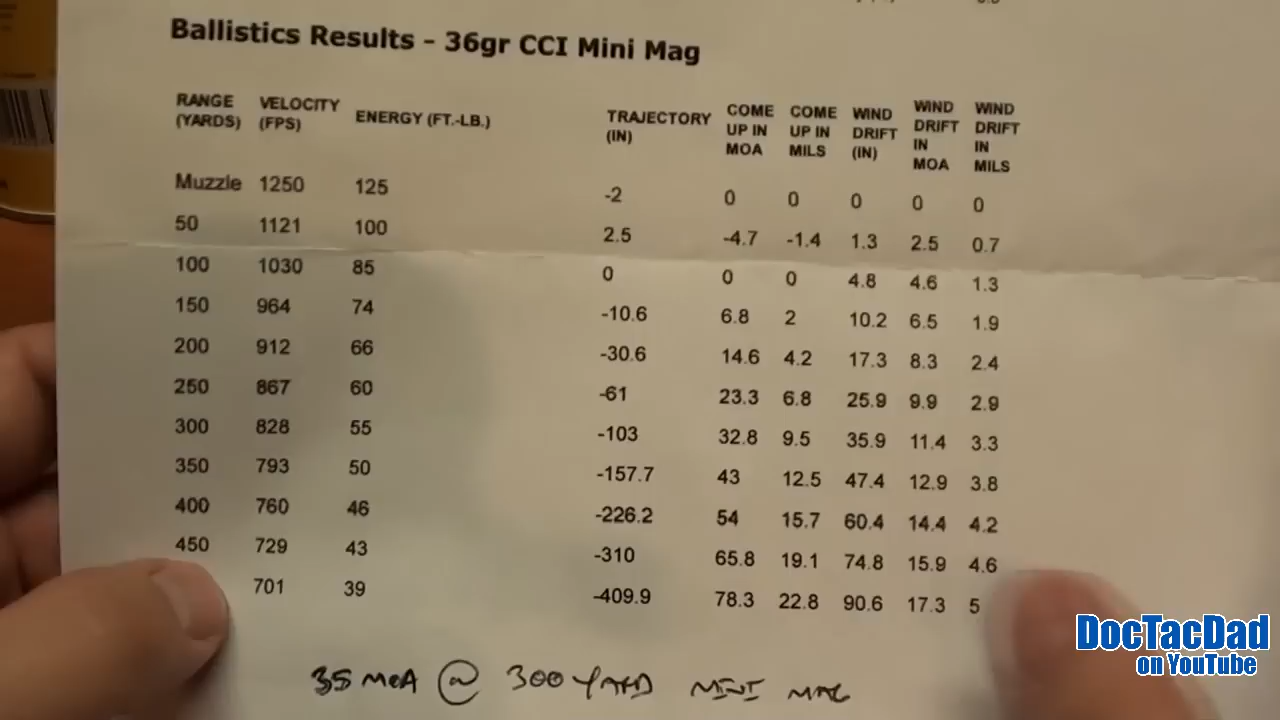 Ballistics Results - 36gr CCI Mini Mag
RANGE (YARDS) VELOCITY (FPS) ENERGY (FT.-LB.) TRAJECTORY (IN) COME UP IN MOA COME UP IN MILS WIND DRIFT (IN) WIND DRIFT IN MOA WIND DRIFT IN MILS
Muzzle 1250 125 -2 0 0 0 0 0
50 1121 100 2.5 -4.7 -1.4 1.3 2.5 0.7
100 1030 85 0 0 0 4.8 4.6 1.3
150 964 74 -10.6 6.8 2 10.2 6.5 1.9
200 912 66 -30.6 14.6 4.2 17.3 8.3 2.4
250 867 60 -61 23.3 6.8 25.9 9.9 2.9
300 828 55 -103 32.8 9.5 35.9 11.4 3.3
350 793 50 -157.7 43 12.5 47.4 12.9 3.8
400 760 46 -226.2 54 15.7 60.4 14.4 4.2
450 729 43 -310 65.8 19.1 74.8 15.9 4.6
701 39 -409.9 78.3 22.8 90.6 17.3 5
35 MOA @ 300 YARD MINI MAG
DocTacDad
on YouTube